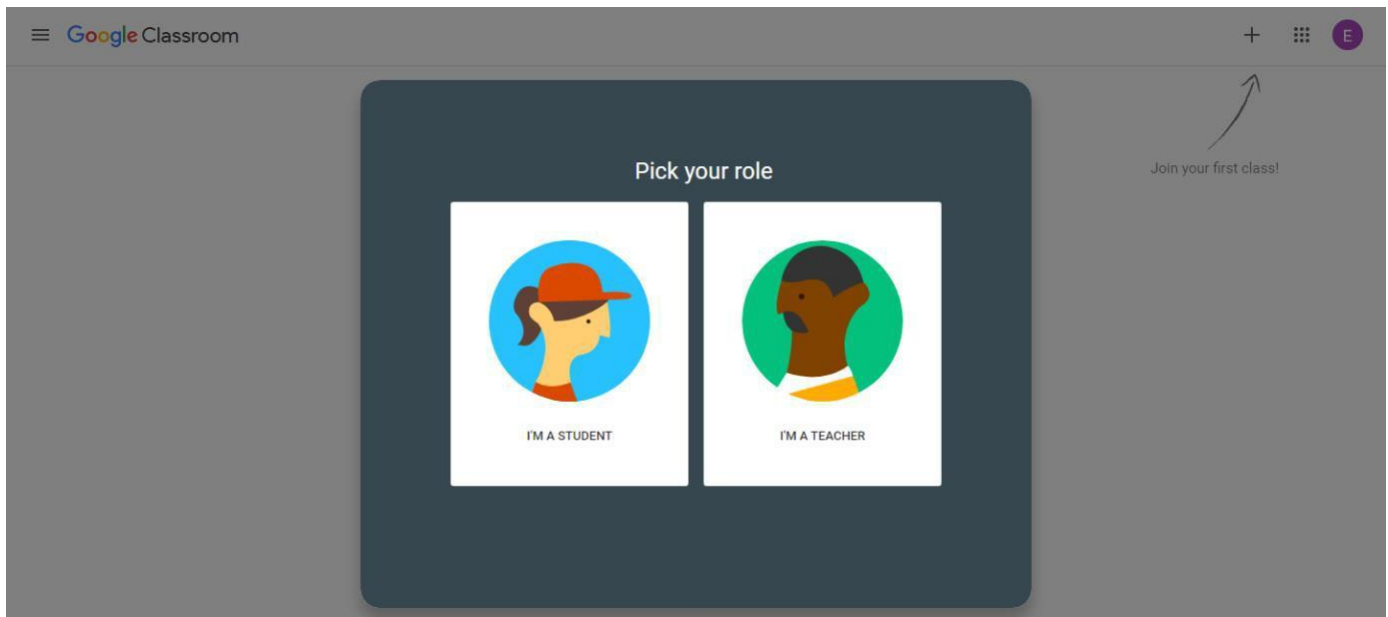 Google Classroom
E
Join your first class!
Pick your role
I'M A STUDENT
I'M A TEACHER